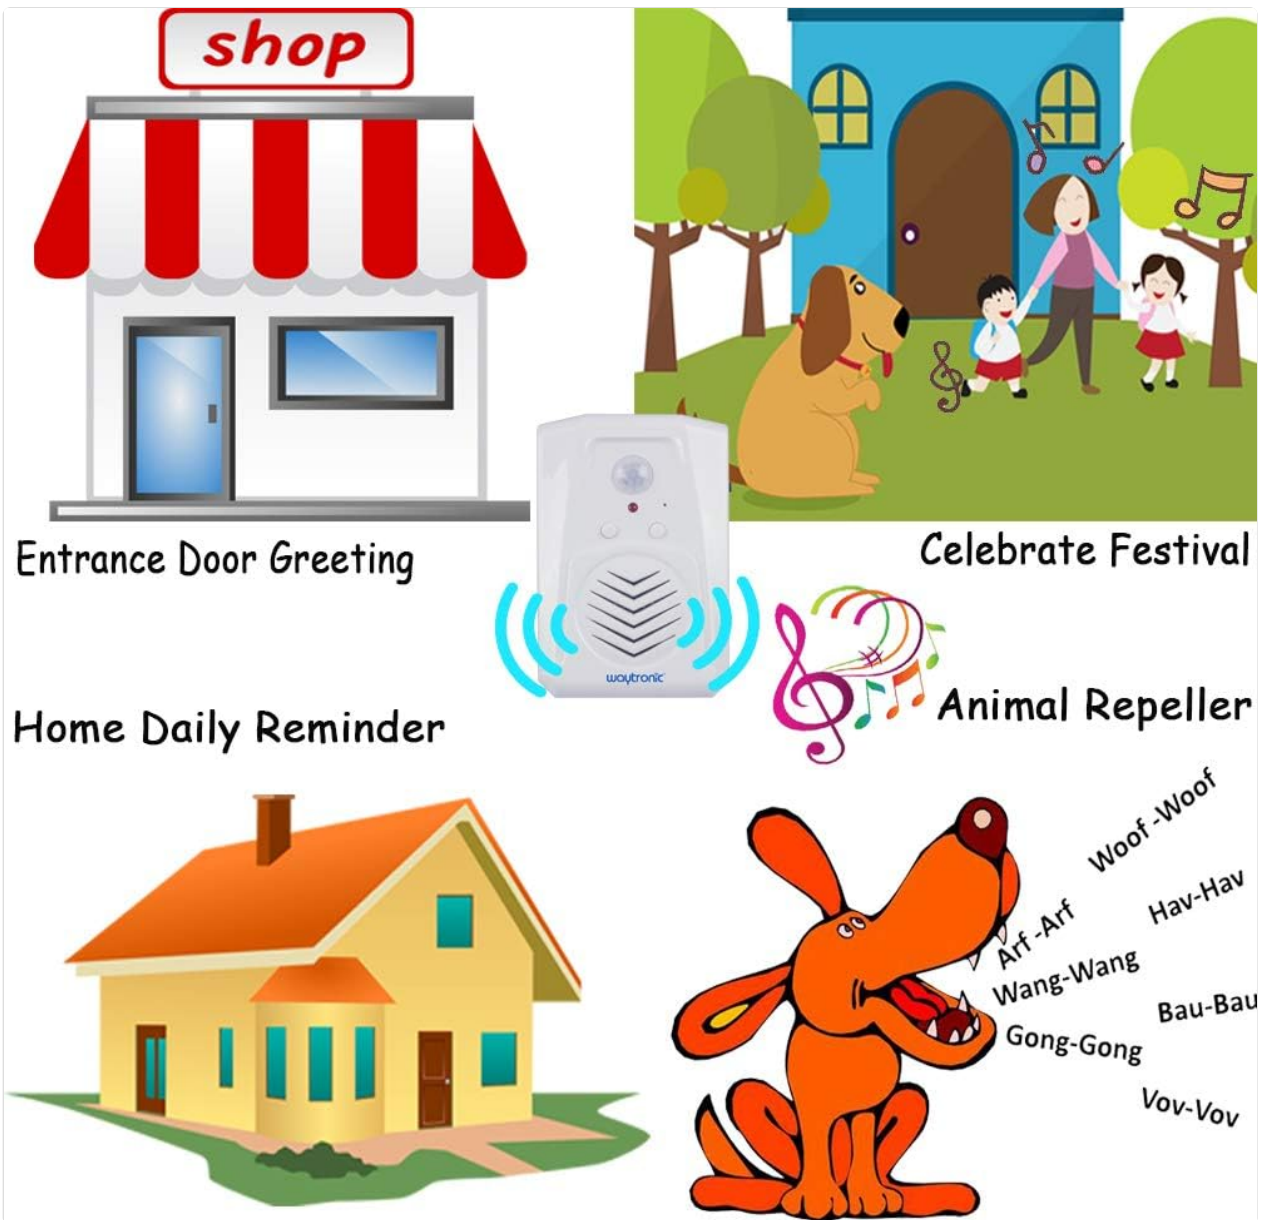 shop
Entrance Door Greeting
Celebrate Festival
waytronic
Home Daily Reminder
Animal Repeller
Woof -Woof
Hav-Hav
Arf -Arf
Wang-Wang
Bau-Bau
Gong-Gong
Vov-Vov